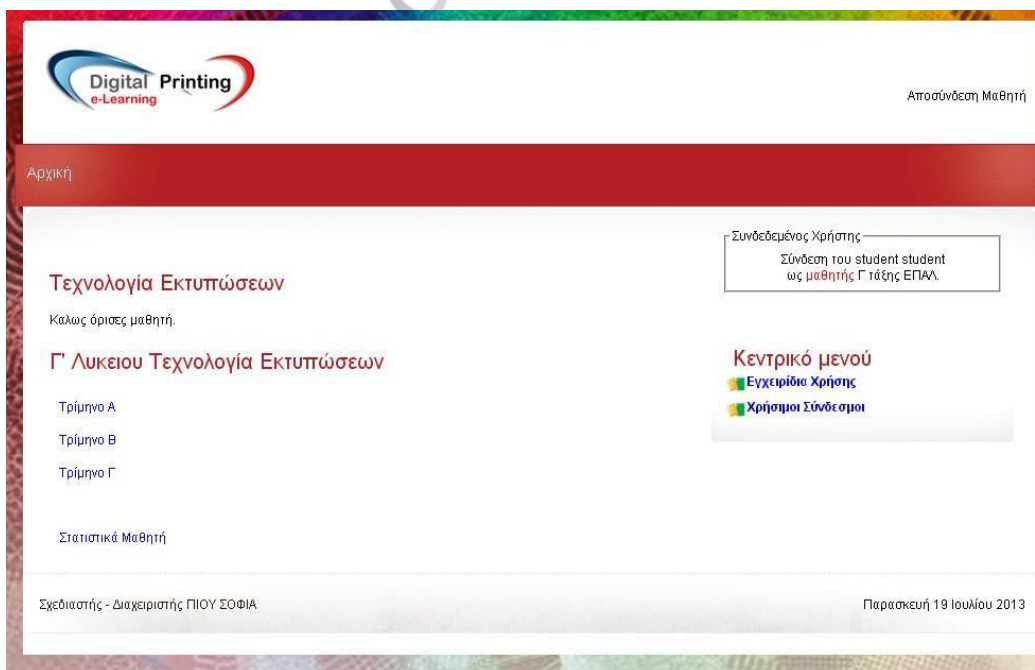 Digital Printing
e-Learning
Αποσύνδεση Μαθητή
Αρχική
Συνδεδεμένος Χρήστης
Σύνδεση του student student
ως μαθητής Γ τάξης ΕΠΑΛ.
Τεχνολογία Εκτυπώσεων
Καλως όρισες μαθητή.
Γ' Λυκειου Τεχνολογία Εκτυπώσεων
Τρίμηνο Α
Τρίμηνο Β
Τρίμηνο Γ
Στατιστικά Μαθητή
Κεντρικό μενού
Εγχειρίδια Χρήσης
Χρήσιμοι Σύνδεσμοι
Σχεδιαστής - Διαχειριστής ΠΙΟΥ ΣΟΦΙΑ
Παρασκευή 19 Ιουλίου 2013